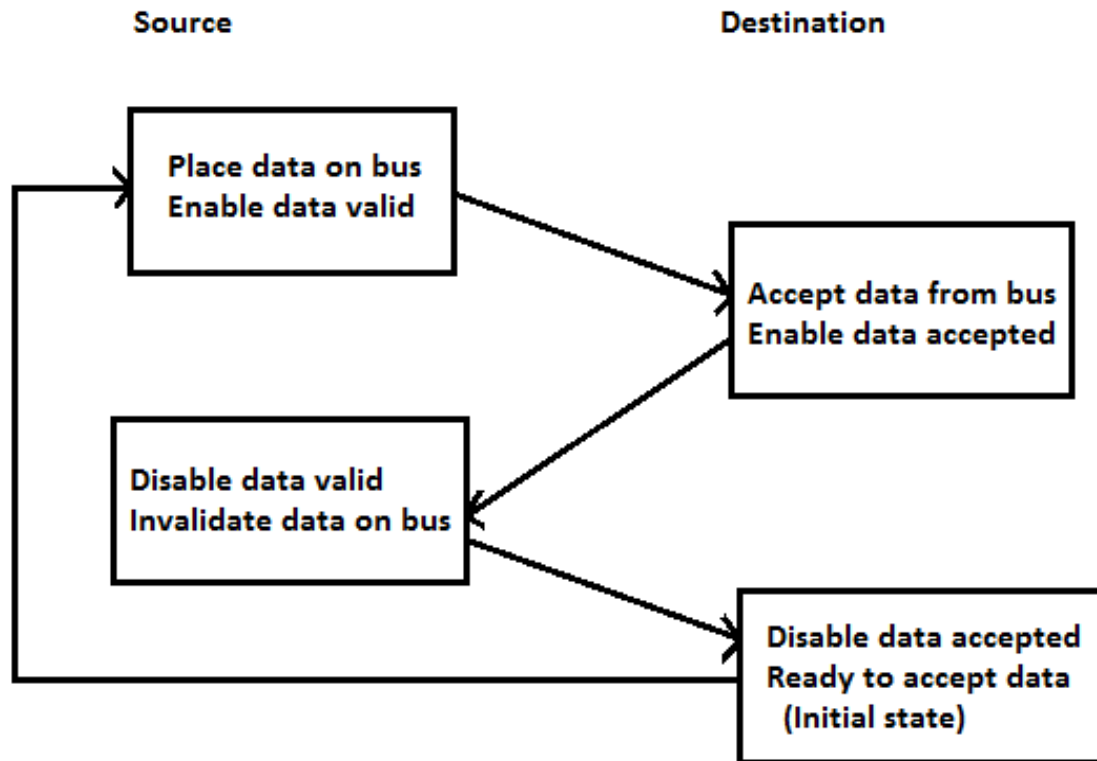 Source
Destination
Place data on bus
Enable data valid
Accept data from bus
Enable data accepted
Disable data valid
Invalidate data on bus
Disable data accepted
Ready to accept data
(Initial state)